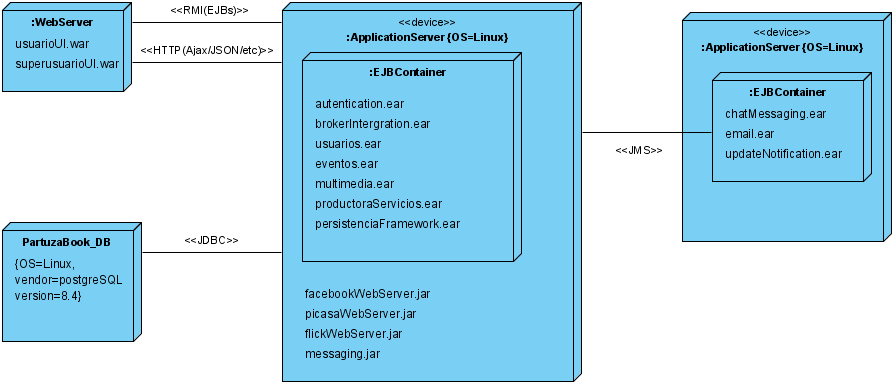 :WebServer
usuarioUI.war
superusuarioUI.war
<<RMI(EJBs)>>
<<HTTP(Ajax/JSON/etc)>>
PartuzaBook_DB
{OS=Linux,
vendor=postgreSQL
version=8.4}
<<JDBC>>
<<device>>
:ApplicationServer {OS=Linux}
:EJBContainer
autentication.ear
brokerIntergration.ear
usuarios.ear
eventos.ear
multimedia.ear
productoraServicios.ear
persistenciaFramework.ear
facebookWebServer.jar
picasaWebServer.jar
flickWebServer.jar
messaging.jar
<<JMS>>
<<device>>
:ApplicationServer {OS=Linux}
:EJBContainer
chatMessaging.ear
email.ear
updateNotification.ear